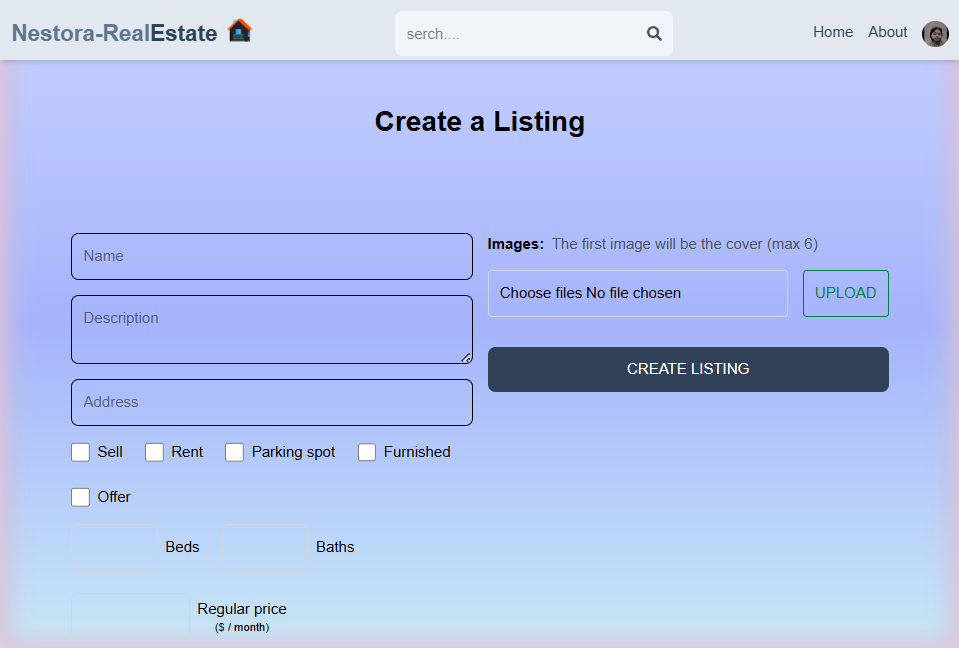 Nestora-RealEstate
serch....
Home
About
Create a Listing
Name
Description
Address
Sell
Rent
Parking spot
Furnished
Offer
Beds
Baths
Regular price
($ / month)
Images: The first image will be the cover (max 6)
Choose files No file chosen
UPLOAD
CREATE LISTING